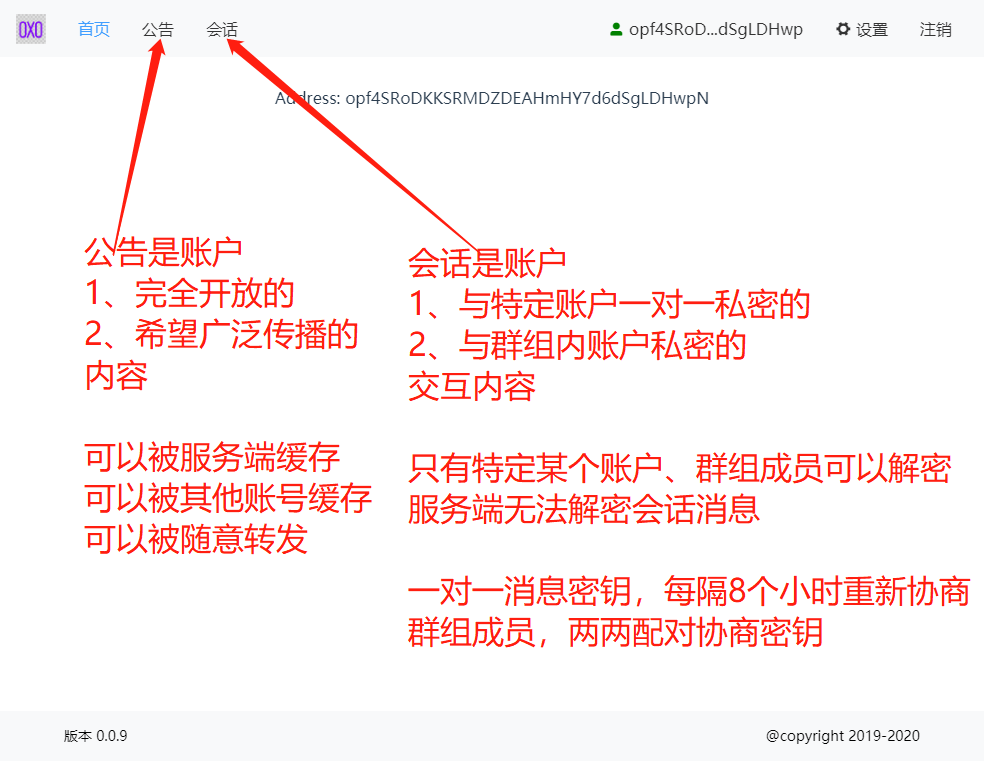 OXO
首页
公告
会话
opf4SRoD...dSgLDHwp
设置
注销
Address: opf4SRoDKKSRMDZDEAHmHY7d6dSgLDHwpN
公告是账户
1、完全开放的
2、希望广泛传播的
内容
可以被服务端缓存
可以被其他账号缓存
可以被随意转发
会话是账户
1、与特定账户一对一私密的
2、与群组内账户私密的
交互内容
只有特定某个账户、群组成员可以解密
服务端无法解密会话消息
一对一消息密钥，每隔8个小时重新协商
群组成员，两两配对协商密钥
版本 0.0.9
@copyright 2019-2020